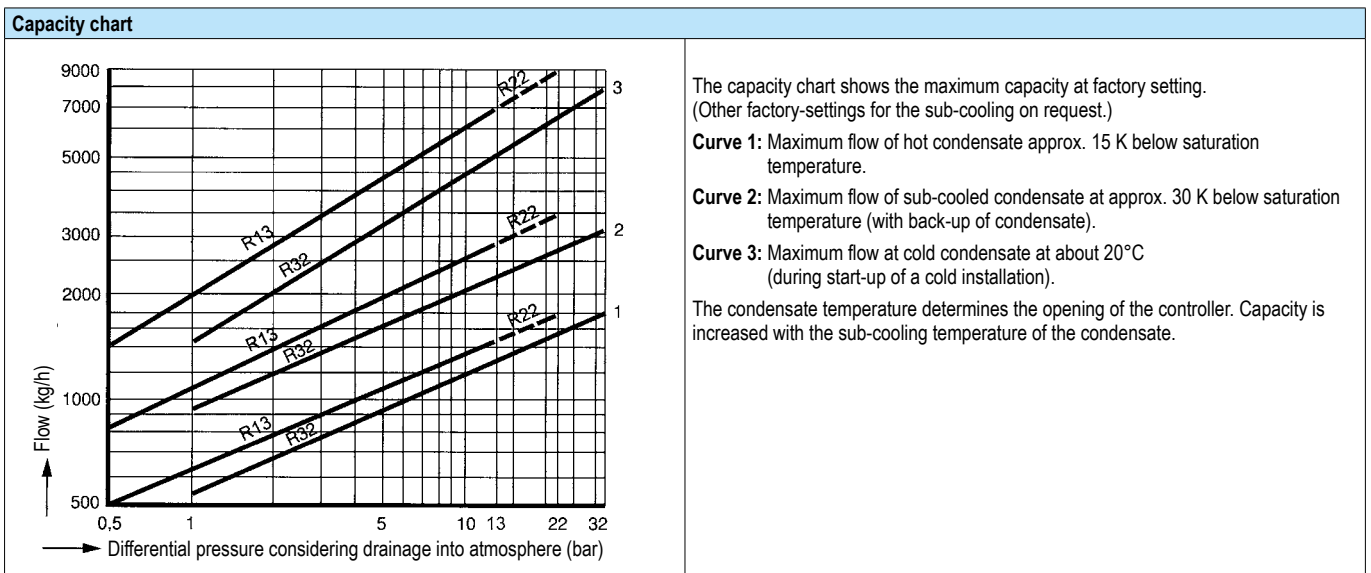 Capacity chart
9000
7000
5000
3000
2000
1000
500
Flow (kg/h)
R22
3
R13
R32
R22
2
R13
R32
R22
1
R13
R32
0,5 1 5 10 13 22 32
Differential pressure considering drainage into atmosphere (bar)
The capacity chart shows the maximum capacity at factory setting.
(Other factory-settings for the sub-cooling on request.)
Curve 1: Maximum flow of hot condensate approx. 15 K below saturation
temperature.
Curve 2: Maximum flow of sub-cooled condensate at approx. 30 K below saturation
temperature (with back-up of condensate).
Curve 3: Maximum flow at cold condensate at about 20°C
(during start-up of a cold installation).
The condensate temperature determines the opening of the controller. Capacity is
increased with the sub-cooling temperature of the condensate.